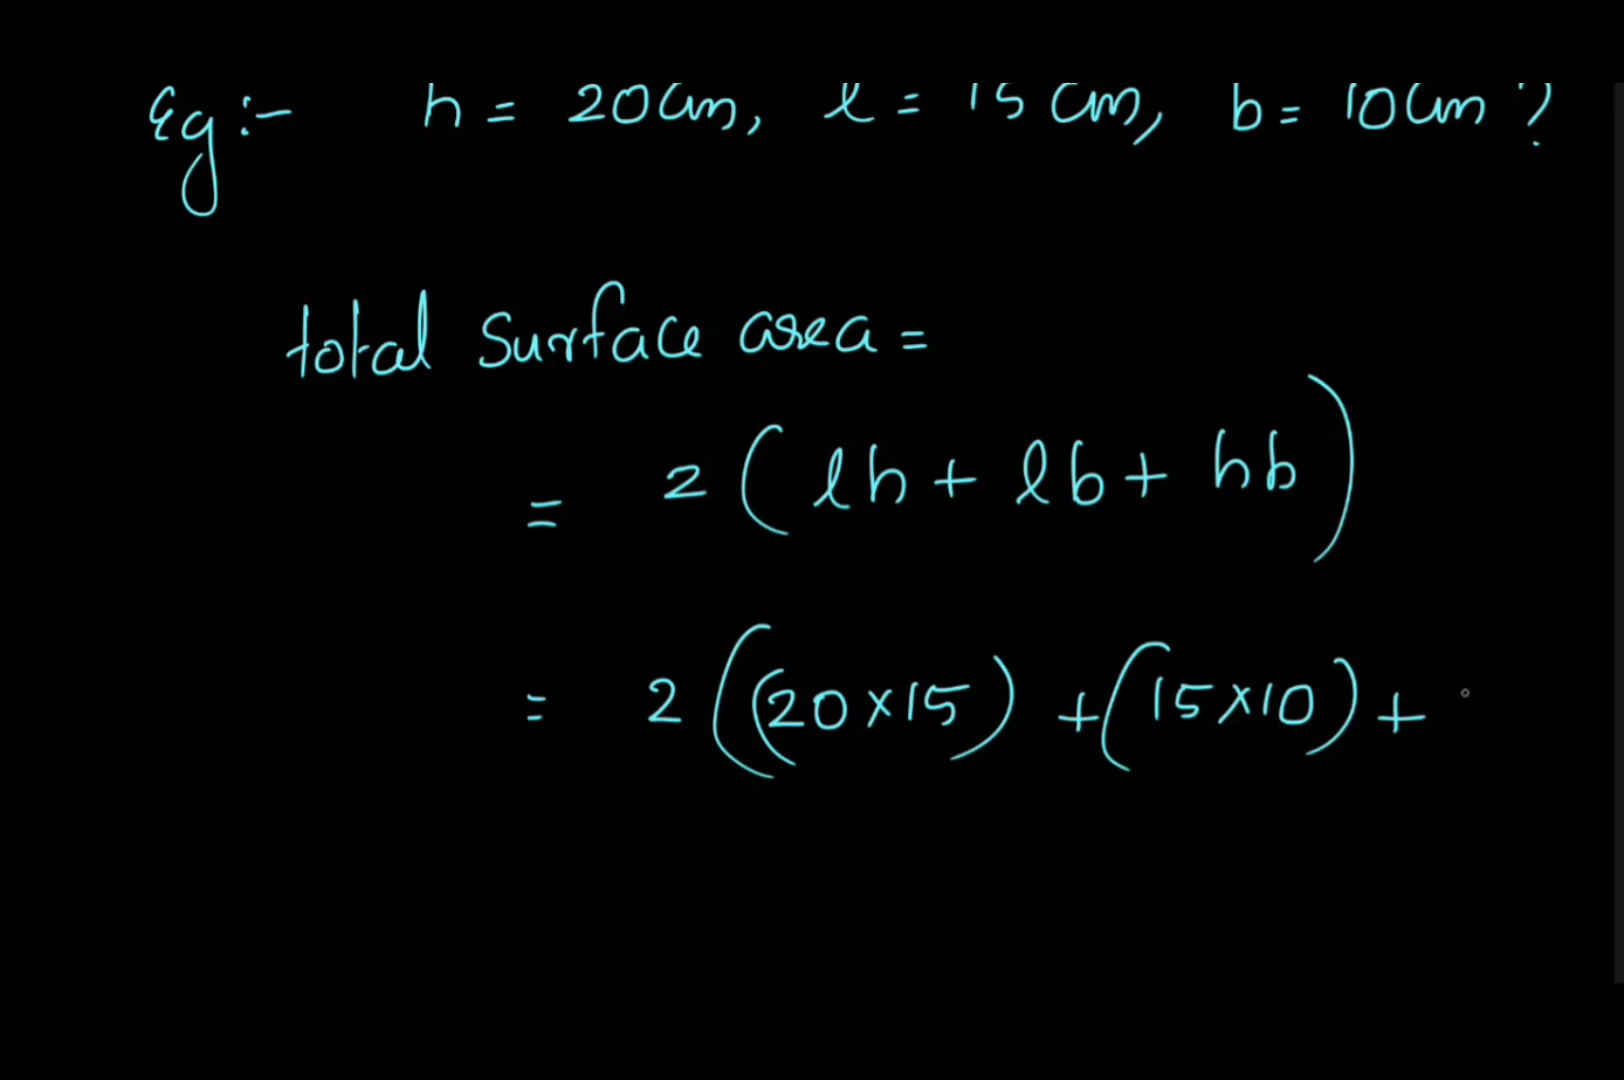 Eg:- h = 20cm, l = 15 cm, b = 10cm ?
total surface area =
= 2 ( lh + lb + hb )
= 2 ( (20 x 15) + (15 x 10) +